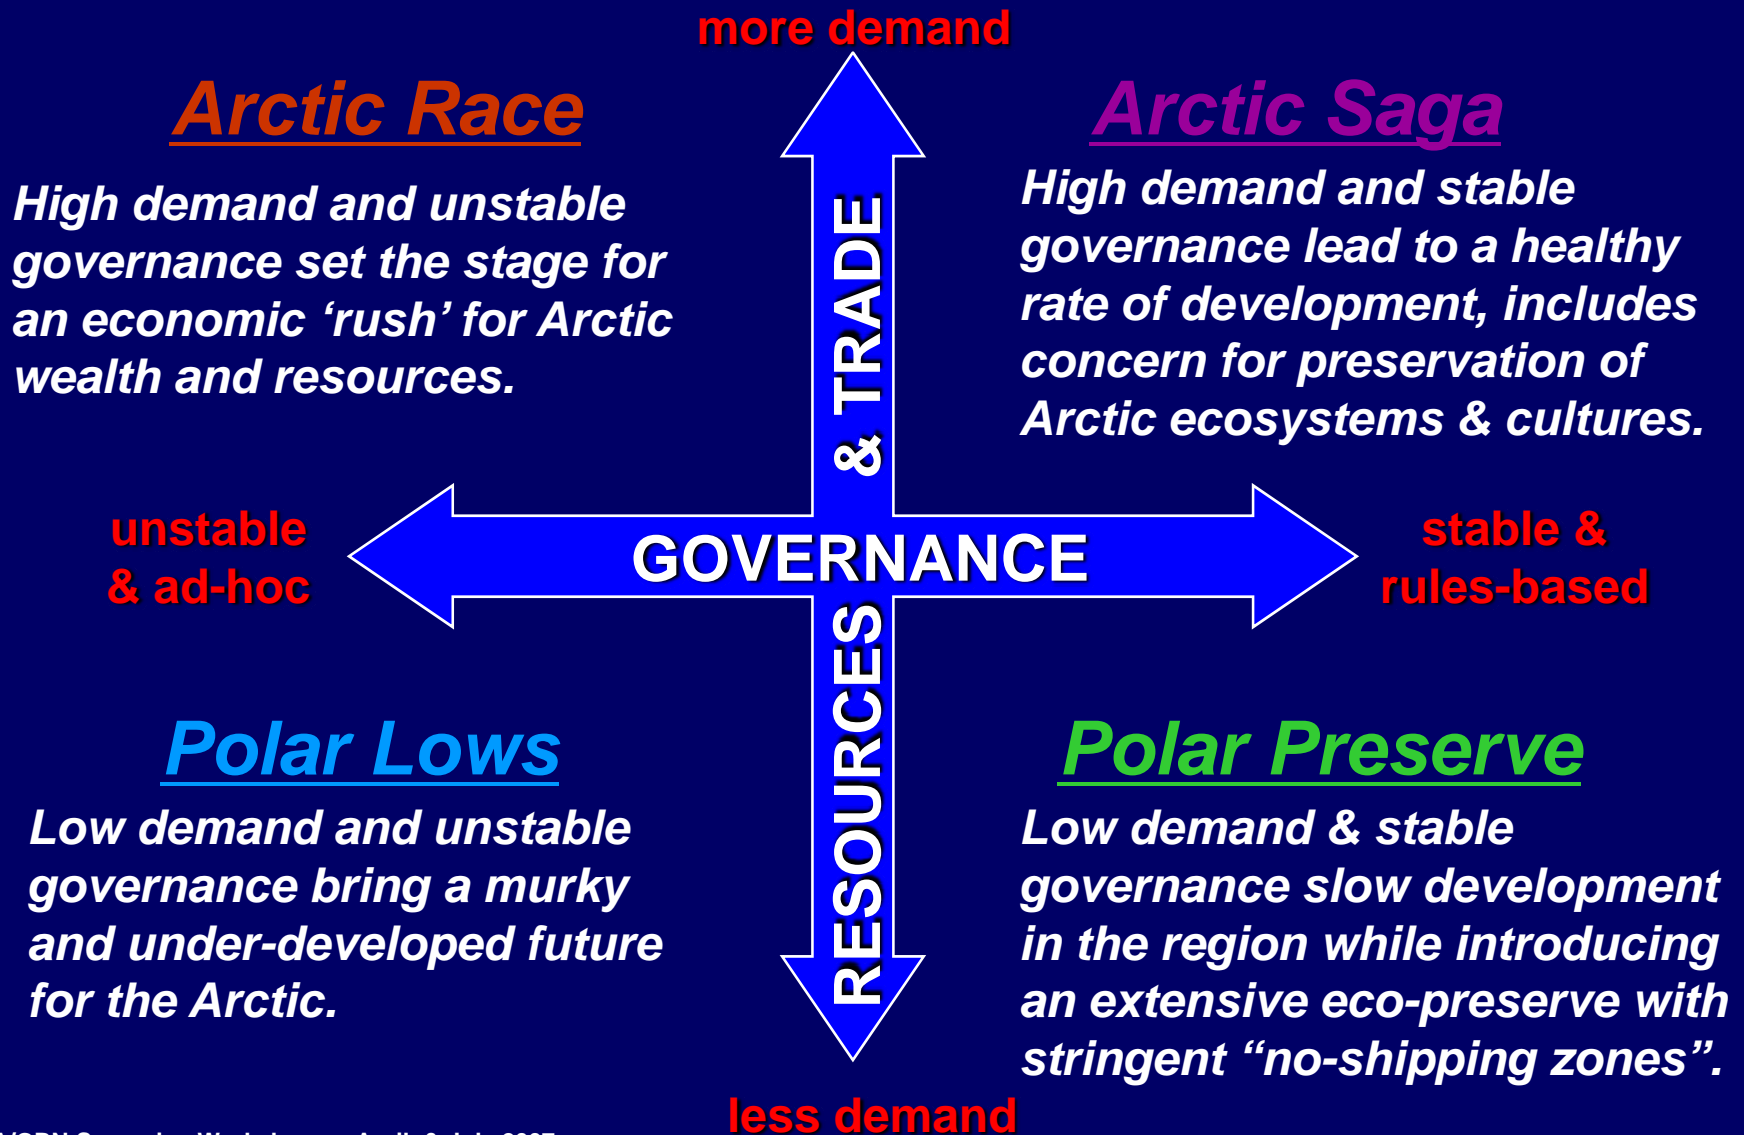 more demand
Arctic Race
High demand and unstable
governance set the stage for
an economic ‘rush’ for Arctic
wealth and resources.
Arctic Saga
High demand and stable
governance lead to a healthy
rate of development, includes
concern for preservation of
Arctic ecosystems & cultures.
unstable
& ad-hoc
GOVERNANCE
stable &
rules-based
RESOURCES & TRADE
Polar Lows
Low demand and unstable
governance bring a murky
and under-developed future
for the Arctic.
Polar Preserve
Low demand & stable
governance slow development
in the region while introducing
an extensive eco-preserve with
stringent “no-shipping zones”.
less demand